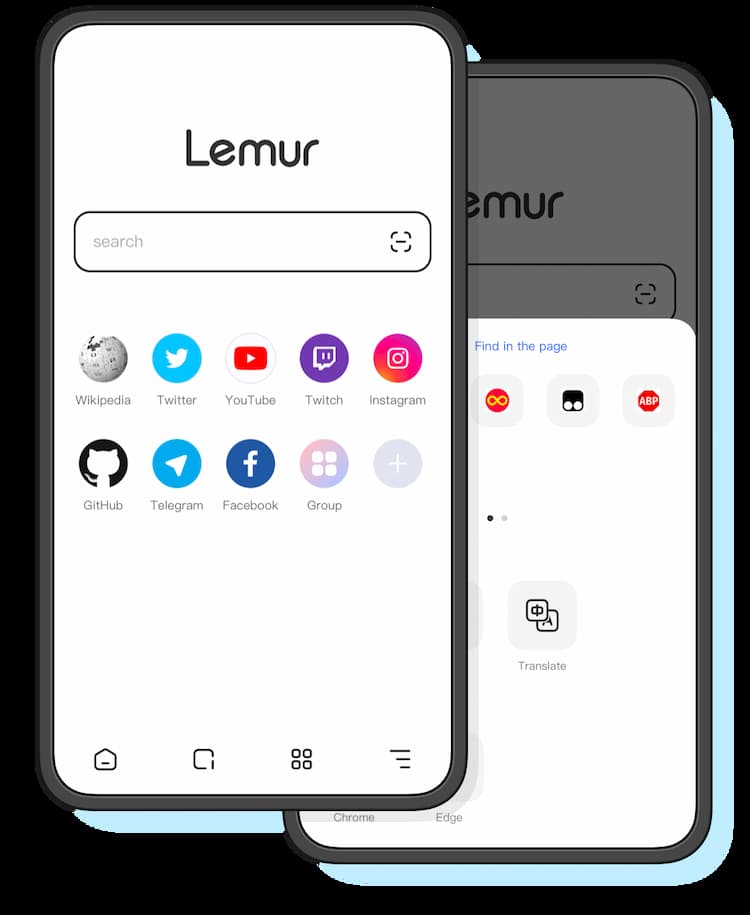 Lemur
search
Wikipedia Twitter YouTube Twitch Instagram
GitHub Telegram Facebook Group
emur
Find in the page
ABP
中 A
Translate
Chrome Edge